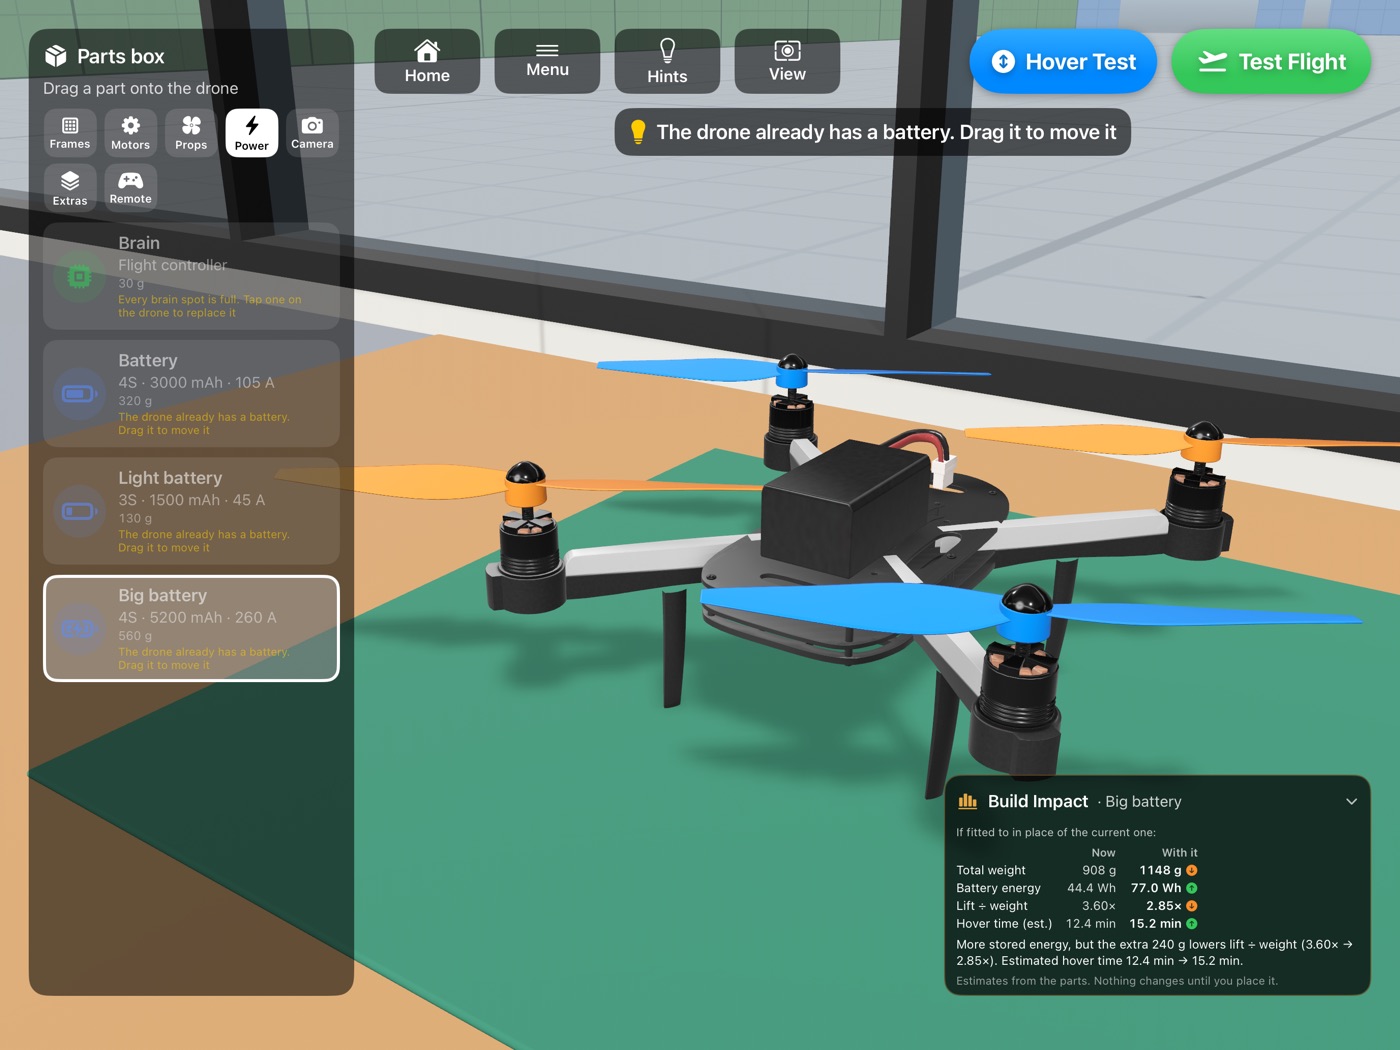 Parts box
Drag a part onto the drone
Frames
Motors
Props
Power
Camera
Extras
Remote
Brain
Flight controller
30 g
Every brain spot is full. Tap one on
the drone to replace it
Battery
4S · 3000 mAh · 105 A
320 g
The drone already has a battery.
Drag it to move it
Light battery
3S · 1500 mAh · 45 A
130 g
The drone already has a battery.
Drag it to move it
Big battery
4S · 5200 mAh · 260 A
560 g
The drone already has a battery.
Drag it to move it
Home
Menu
Hints
View
Hover Test
Test Flight
The drone already has a battery. Drag it to move it
Build Impact · Big battery
If fitted to in place of the current one:
Now With it
Total weight 908 g 1148 g
Battery energy 44.4 Wh 77.0 Wh
Lift ÷ weight 3.60× 2.85×
Hover time (est.) 12.4 min 15.2 min
More stored energy, but the extra 240 g lowers lift ÷ weight (3.60× →
2.85×). Estimated hover time 12.4 min → 15.2 min.
Estimates from the parts. Nothing changes until you place it.